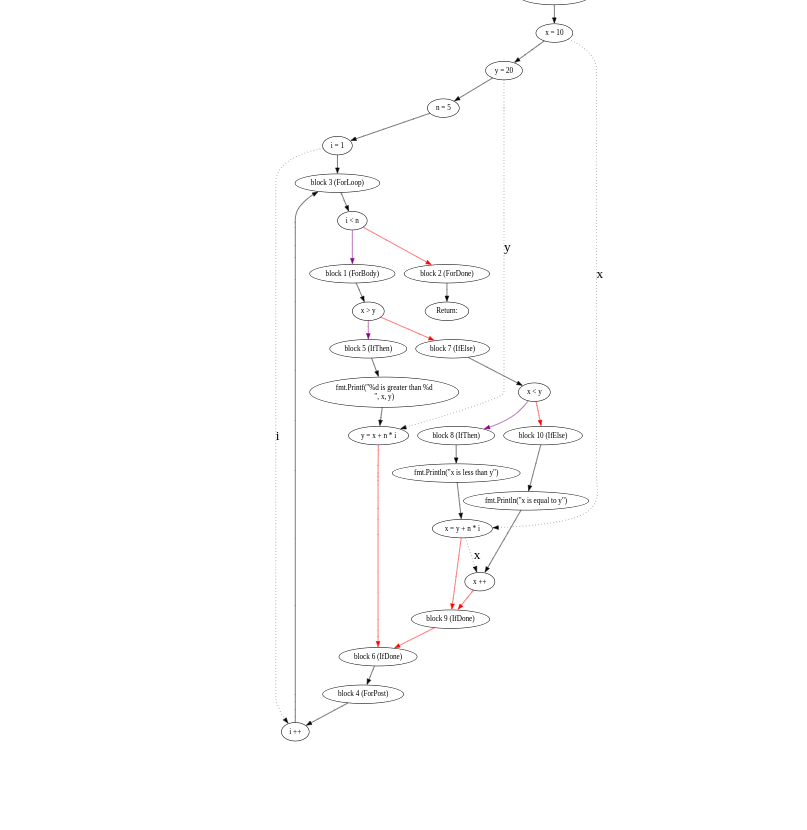 x = 10
y = 20
n = 5
i = 1
block 3 (ForLoop)
i < n
y
block 1 (ForBody)
block 2 (ForDone)
x
x > y
Return:
block 5 (IfThen)
block 7 (IfElse)
fmt.Printf("%d is greater than %d
", x, y)
x < y
i
y = x + n * i
block 8 (IfThen)
block 10 (IfElse)
fmt.Println("x is less than y")
fmt.Println("x is equal to y")
x = y + n * i
x
x ++
block 9 (IfDone)
block 6 (IfDone)
block 4 (ForPost)
i ++